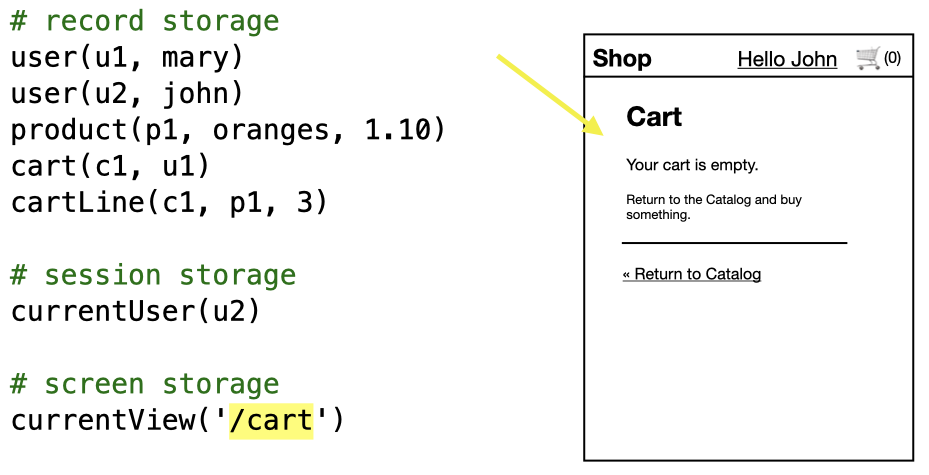 # record storage
user(u1, mary)
user(u2, john)
product(p1, oranges, 1.10)
cart(c1, u1)
cartLine(c1, p1, 3)
# session storage
currentUser(u2)
# screen storage
currentView('/cart')
Shop Hello John (0)
Cart
Your cart is empty.
Return to the Catalog and buy
something.
« Return to Catalog